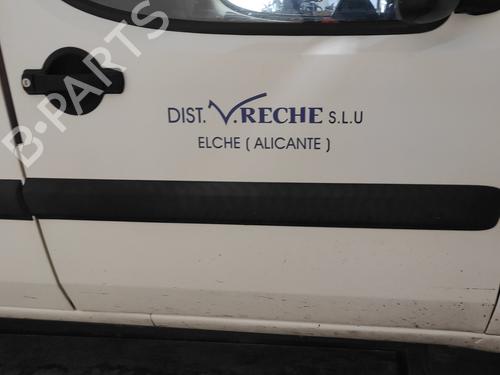 B-PARTS
DIST. V.RECHE S.L.U
ELCHE ( ALICANTE )